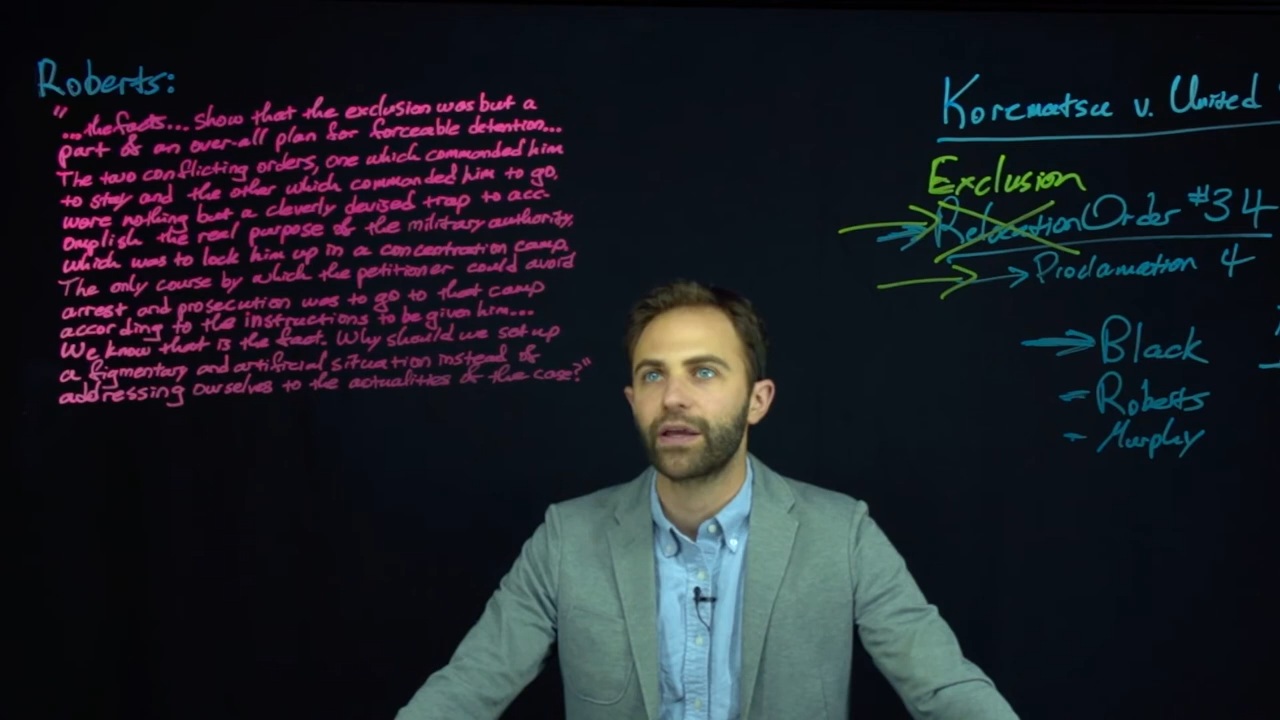 Roberts:
"...the facts... show that the exclusion was but a
part of an over-all plan for forceable detention...
The two conflicting orders, one which commanded him
to stay and the other which commanded him to go,
were nothing but a cleverly devised trap to acc-
omplish the real purpose of the military authority,
which was to lock him up in a concentration camp.
The only course by which the petitioner could avoid
arrest and prosecution was to go to that camp
according to the instructions to be given him...
We know that is the fact. Why should we set up
a figmentary and artificial situation instead of
addressing ourselves to the actualities of the case?"
Korematsu v. United
Exclusion
Relocation Order #34
Proclamation 4
Black
- Roberts
- Murphy